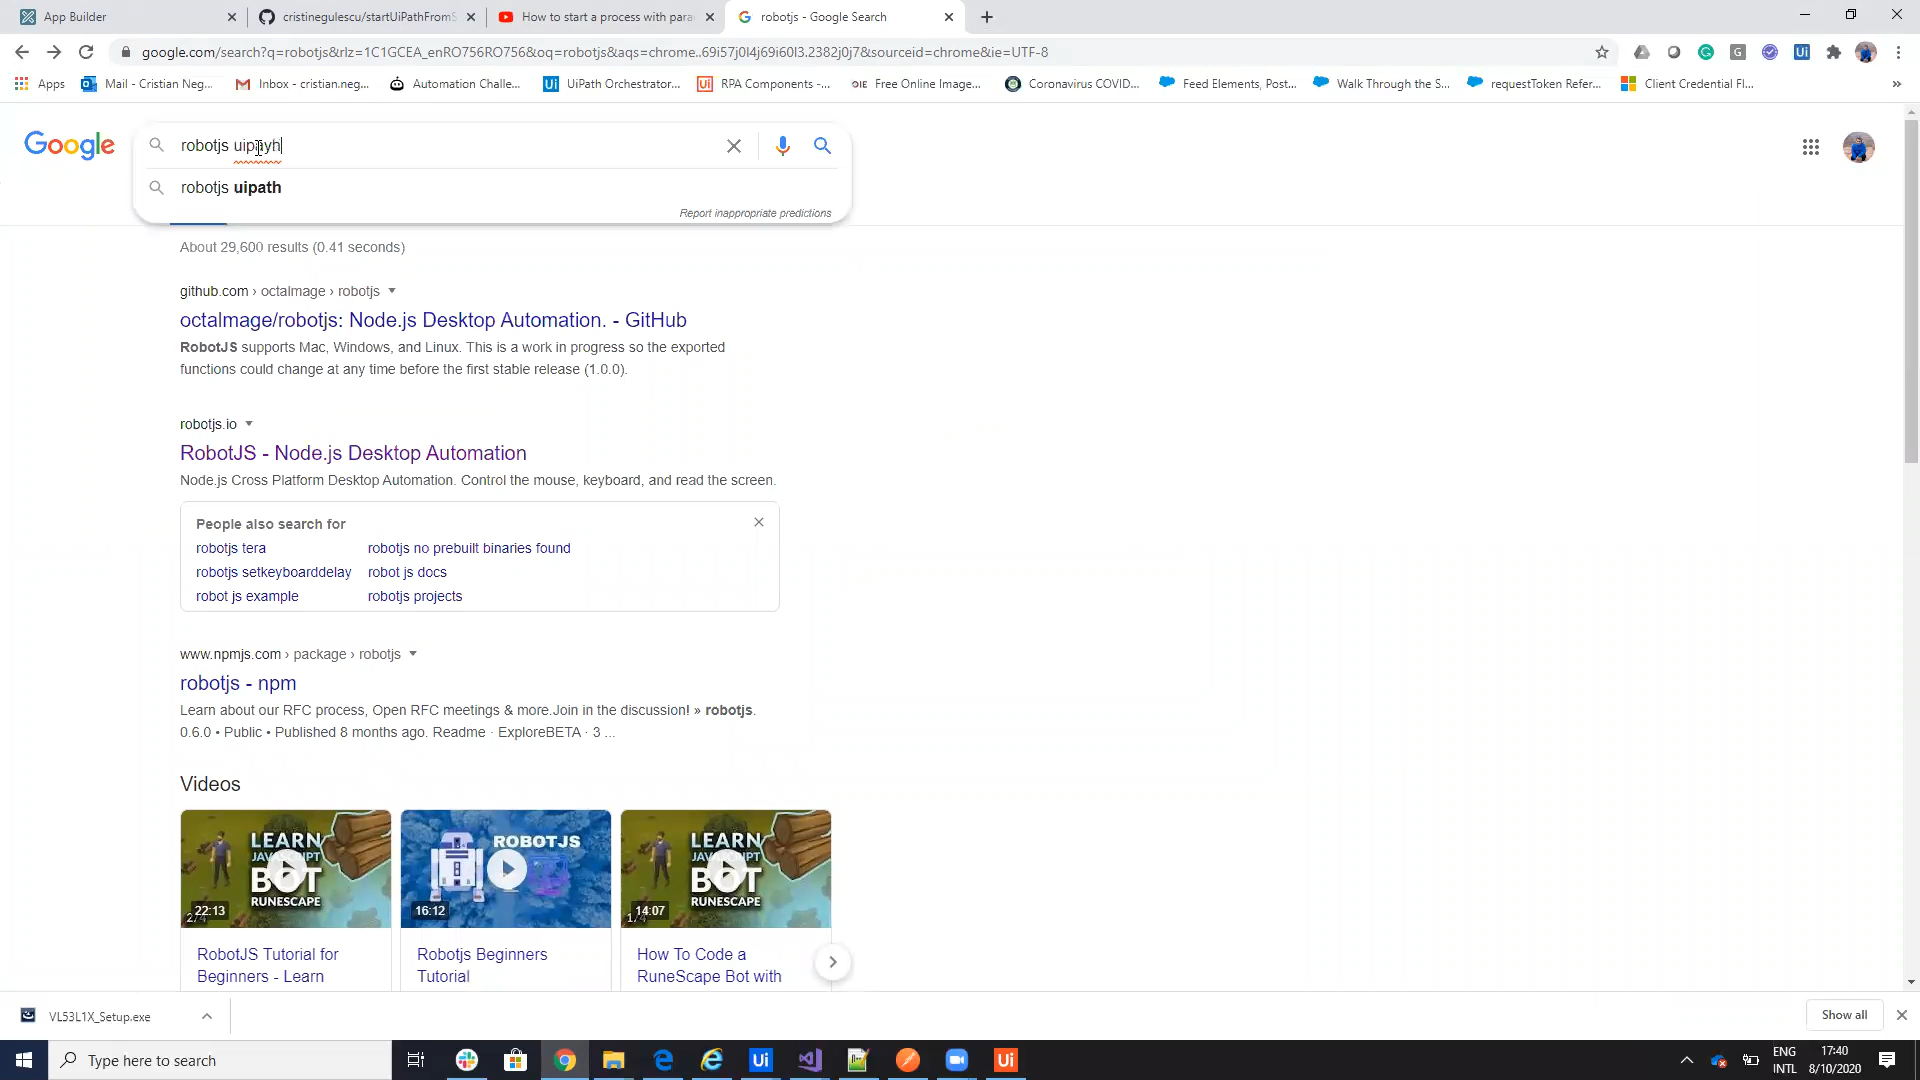 App Builder
cristinegulescu/startUiPathFromS
How to start a process with para
robotjs - Google Search
google.com/search?q=robotjs&rlz=1C1GCEA_enRO756RO756&oq=robotjs&aqs=chrome..69i57j0l4j69i60l3.2382j0j7&sourceid=chrome&ie=UTF-8
Apps
Mail - Cristian Neg...
Inbox - cristian.neg...
Automation Challe...
UiPath Orchestrator...
RPA Components -...
Free Online Image...
Coronavirus COVID...
Feed Elements, Post...
Walk Through the S...
requestToken Refer...
Client Credential Fl...
Google
robotjs uipayh
robotjs uipath
Report inappropriate predictions
About 29,600 results (0.41 seconds)
github.com › octalmage › robotjs
octalmage/robotjs: Node.js Desktop Automation. - GitHub
RobotJS supports Mac, Windows, and Linux. This is a work in progress so the exported
functions could change at any time before the first stable release (1.0.0).
robotjs.io
RobotJS - Node.js Desktop Automation
Node.js Cross Platform Desktop Automation. Control the mouse, keyboard, and read the screen.
People also search for
robotjs tera
robotjs no prebuilt binaries found
robotjs setkeyboarddelay
robot js docs
robot js example
robotjs projects
www.npmjs.com › package › robotjs
robotjs - npm
Learn about our RFC process, Open RFC meetings & more.Join in the discussion! » robotjs.
0.6.0 • Public • Published 8 months ago. Readme · ExploreBETA · 3 ...
Videos
LEARN
JAVASCRIPT
BOT
RUNESCAPE
22:13
2/4
ROBOTJS
16:12
LEARN
JAVASCRIPT
BOT
RUNESCAPE
14:07
1/4
RobotJS Tutorial for
Beginners - Learn
Robotjs Beginners
Tutorial
How To Code a
RuneScape Bot with
VL53L1X_Setup.exe
Show all
Type here to search
Ui
Ui
ENG
INTL
17:40
8/10/2020